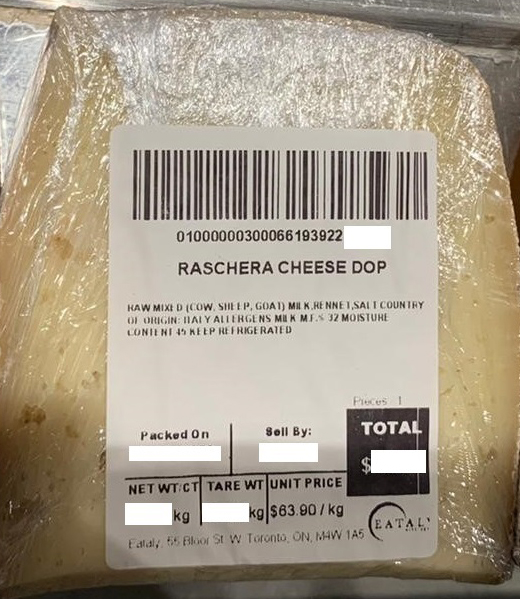 01000000300066193922
RASCHERA CHEESE DOP
RAW MIXED (COW, SHEEP, GOAT) MILK,RENNET,SALT COUNTRY
OF ORIGIN: ITALY ALLERGENS MILK M.F.% 32 MOISTURE
CONTENT 45 KEEP REFRIGERATED
Pieces: 1
Packed On
Sell By:
TOTAL
$
NET WT/CT TARE WT UNIT PRICE
kg kg $63.90 / kg
EATALY
Eataly, 55 Bloor St W Toronto, ON, M4W 1A5